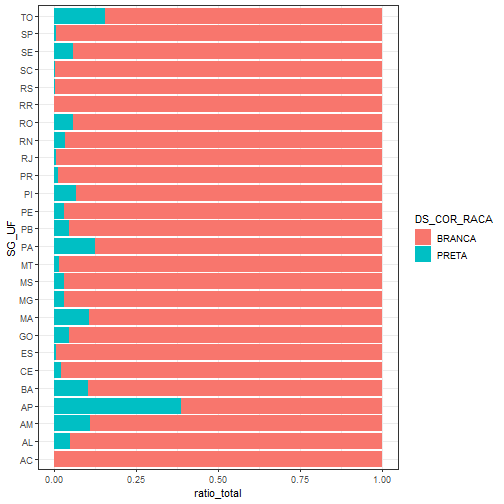 TO
SP
SE
SC
RS
RR
RO
RN
RJ
PR
PI
PE
PB
PA
MT
MS
MG
MA
GO
ES
CE
BA
AP
AM
AL
AC
SG_UF
0.00 0.25 0.50 0.75 1.00
ratio_total
DS_COR_RACA
BRANCA
PRETA